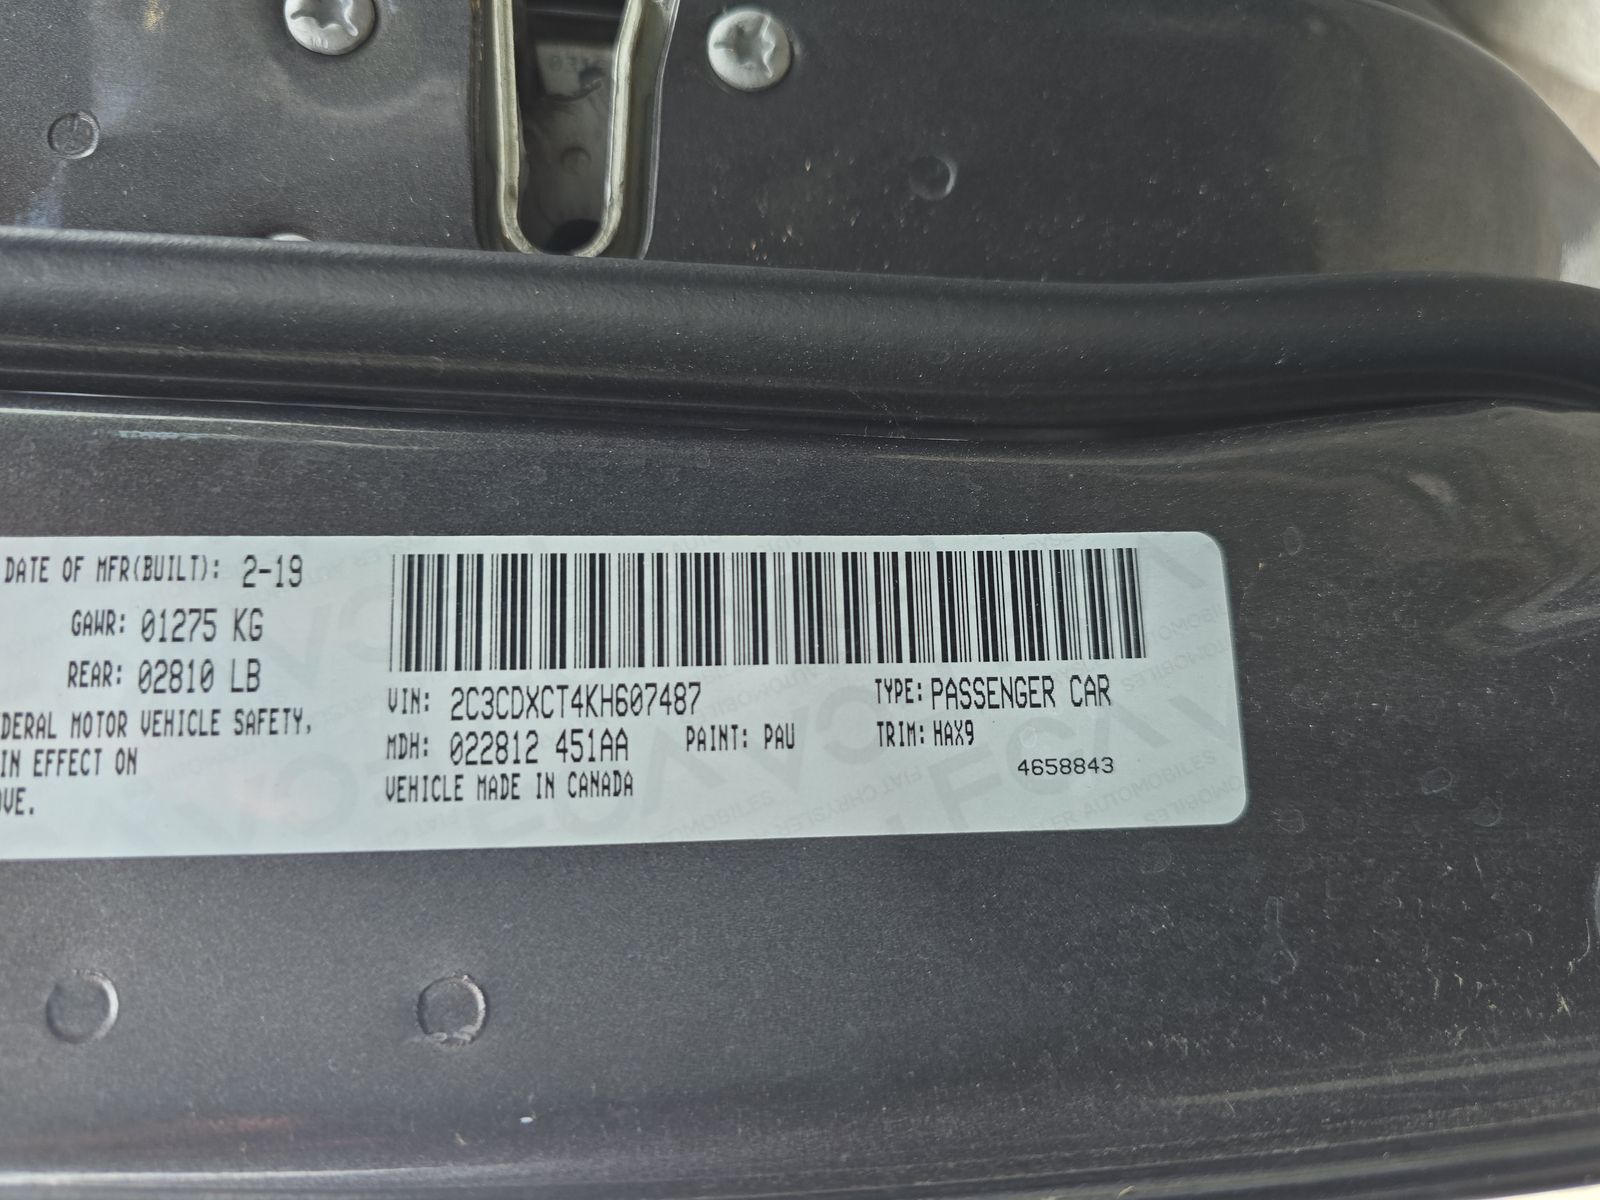 DATE OF MFR(BUILT): 2-19
GAWR: 01275 KG
REAR: 02810 LB
DERAL MOTOR VEHICLE SAFETY,
IN EFFECT ON
OVE.
VIN: 2C3CDXCT4KH607487
TYPE: PASSENGER CAR
MDH: 022812 451AA
PAINT: PAU
TRIM: HAX9
VEHICLE MADE IN CANADA
4658843